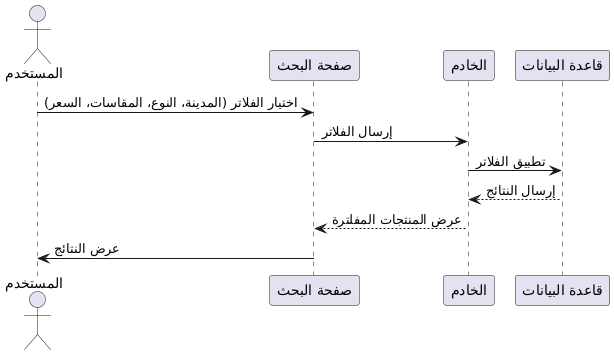 المستخدم
صفحة البحث
الخادم
قاعدة البيانات
اختيار الفلاتر (المدينة، النوع، المقاسات، السعر)
إرسال الفلاتر
تطبيق الفلاتر
إرسال النتائج
عرض المنتجات المفلترة
عرض النتائج
المستخدم
صفحة البحث
الخادم
قاعدة البيانات